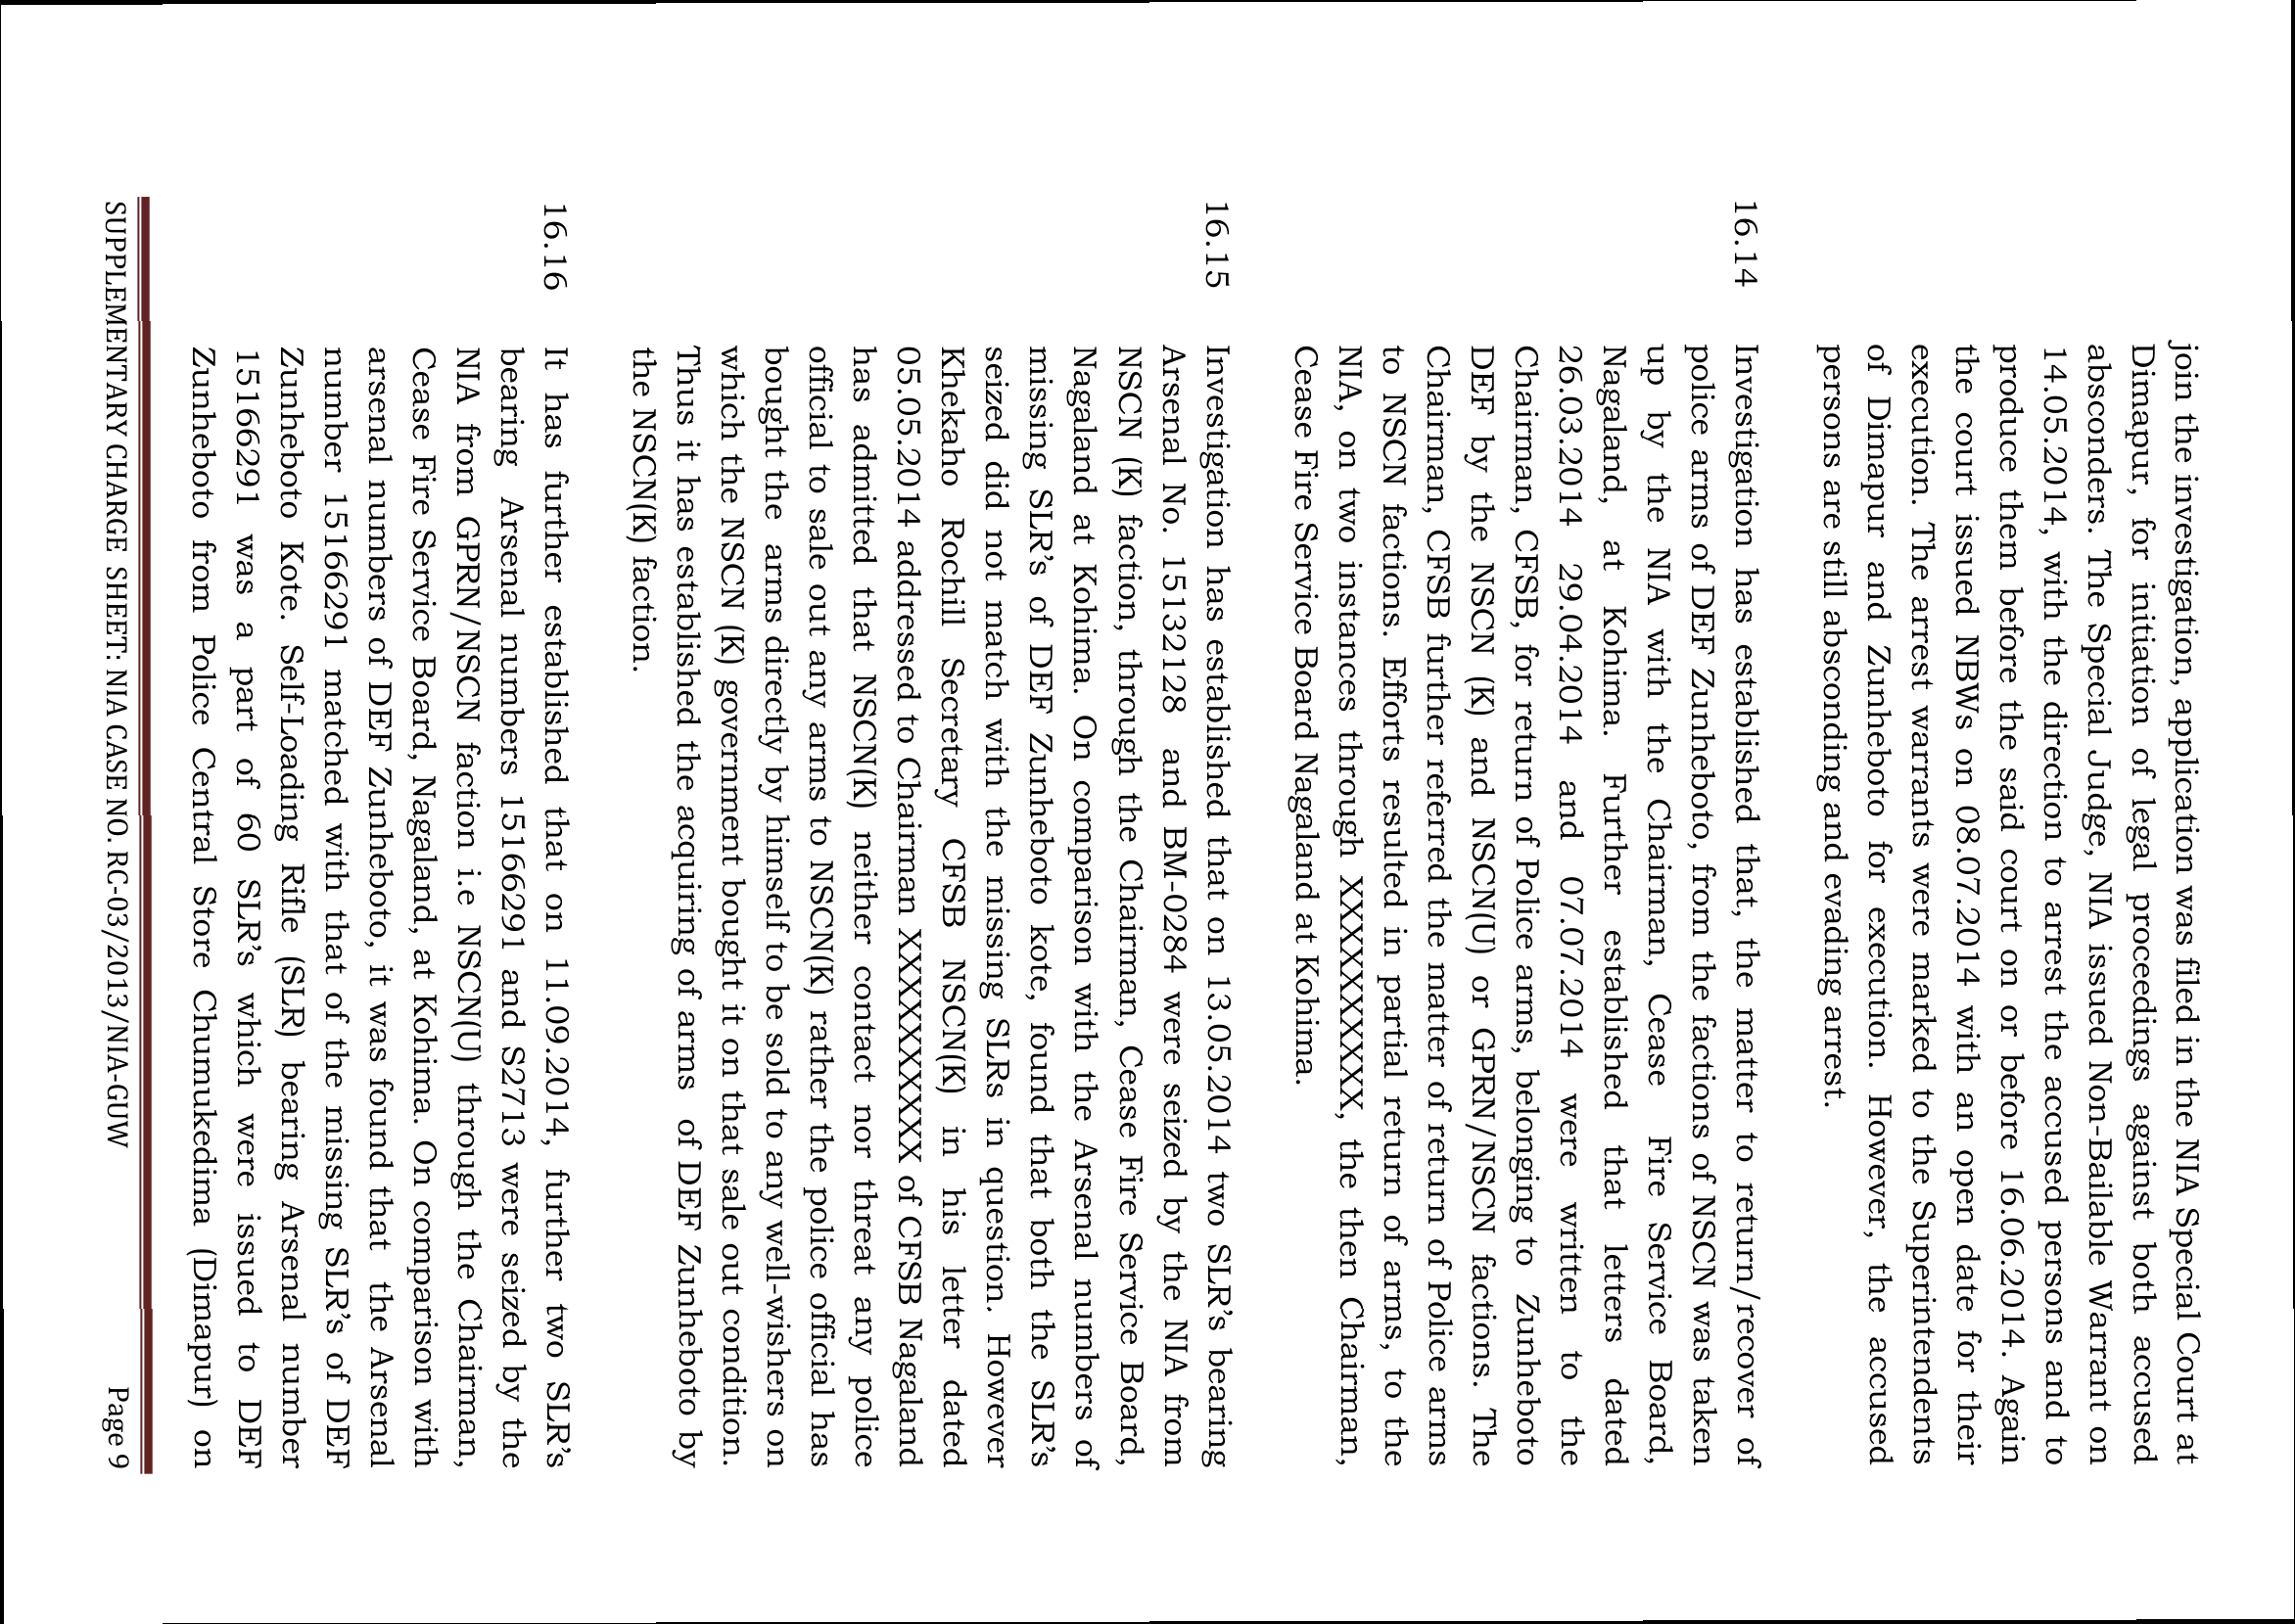 join the investigation, application was filed in the NIA Special Court at
Dimapur, for initiation of legal proceedings against both accused
absconders. The Special Judge, NIA issued Non-Bailable Warrant on
14.05.2014, with the direction to arrest the accused persons and to
produce them before the said court on or before 16.06.2014. Again
the court issued NBWs on 08.07.2014 with an open date for their
execution. The arrest warrants were marked to the Superintendents
of Dimapur and Zunheboto for execution. However, the accused
persons are still absconding and evading arrest.
16.14 Investigation has established that, the matter to return/recover of
police arms of DEF Zunheboto, from the factions of NSCN was taken
up by the NIA with the Chairman, Cease Fire Service Board,
Nagaland, at Kohima. Further established that letters dated
26.03.2014 29.04.2014 and 07.07.2014 were written to the
Chairman, CFSB, for return of Police arms, belonging to Zunheboto
DEF by the NSCN (K) and NSCN(U) or GPRN/NSCN factions. The
Chairman, CFSB further referred the matter of return of Police arms
to NSCN factions. Efforts resulted in partial return of arms, to the
NIA, on two instances through XXXXXXXXXXX, the then Chairman,
Cease Fire Service Board Nagaland at Kohima.
16.15 Investigation has established that on 13.05.2014 two SLR's bearing
Arsenal No. 15132128 and BM-0284 were seized by the NIA from
NSCN (K) faction, through the Chairman, Cease Fire Service Board,
Nagaland at Kohima. On comparison with the Arsenal numbers of
missing SLR's of DEF Zunheboto kote, found that both the SLR's
seized did not match with the missing SLRs in question. However
Khekaho Rochill Secretary CFSB NSCN(K) in his letter dated
05.05.2014 addressed to Chairman XXXXXXXXXXX of CFSB Nagaland
has admitted that NSCN(K) neither contact nor threat any police
official to sale out any arms to NSCN(K) rather the police official has
bought the arms directly by himself to be sold to any well-wishers on
which the NSCN (K) government bought it on that sale out condition.
Thus it has established the acquiring of arms of DEF Zunheboto by
the NSCN(K) faction.
16.16 It has further established that on 11.09.2014, further two SLR's
bearing Arsenal numbers 15166291 and S2713 were seized by the
NIA from GPRN/NSCN faction i.e NSCN(U) through the Chairman,
Cease Fire Service Board, Nagaland, at Kohima. On comparison with
arsenal numbers of DEF Zunheboto, it was found that the Arsenal
number 15166291 matched with that of the missing SLR's of DEF
Zunheboto Kote. Self-Loading Rifle (SLR) bearing Arsenal number
15166291 was a part of 60 SLR's which were issued to DEF
Zunheboto from Police Central Store Chumukedima (Dimapur) on
SUPPLEMENTARY CHARGE SHEET: NIA CASE NO. RC-03/2013/NIA-GUW Page 9